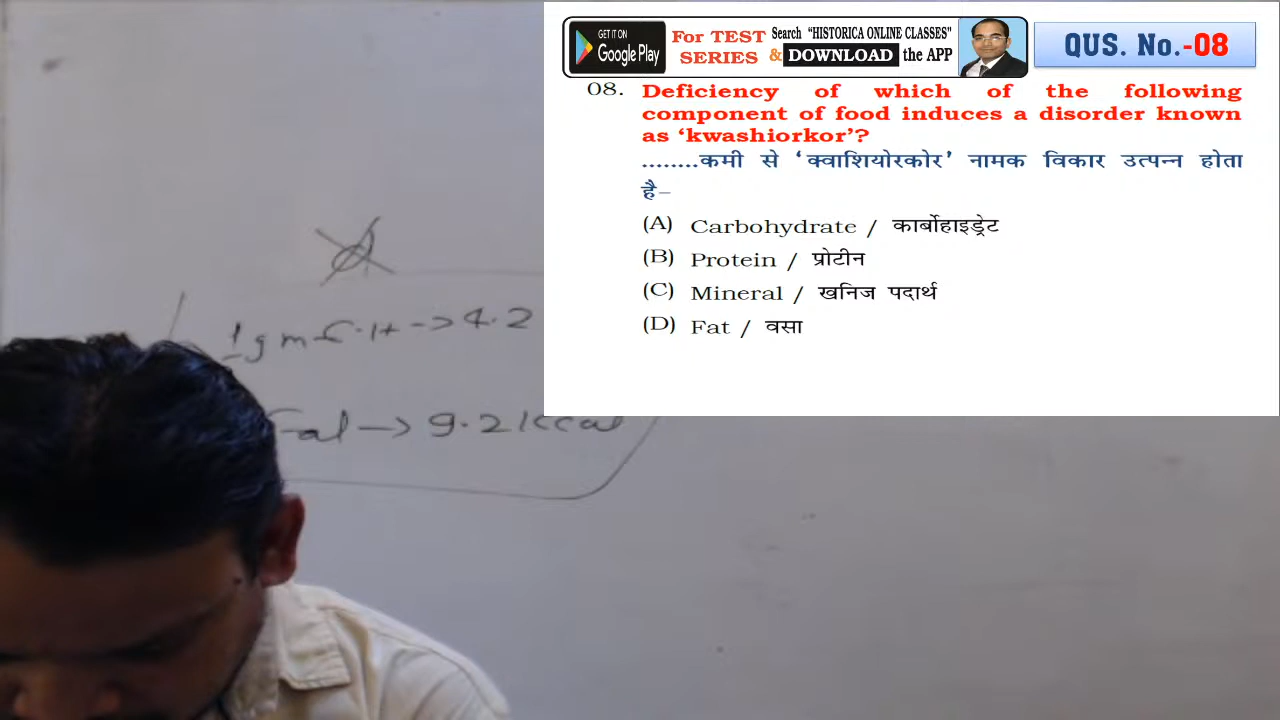 GET IT ON
Google Play
For TEST
SERIES
Search "HISTORICA ONLINE CLASSES"
& DOWNLOAD the APP
QUS. No.-08
08. Deficiency of which of the following
component of food induces a disorder known
as ‘kwashiorkor’?
........कमी से ‘क्वाशियोरकोर’ नामक विकार उत्पन्न होता
है–
(A) Carbohydrate / कार्बोहाइड्रेट
(B) Protein / प्रोटीन
(C) Mineral / खनिज पदार्थ
(D) Fat / वसा
1gm -> 4.2
-> 9.2 kcal